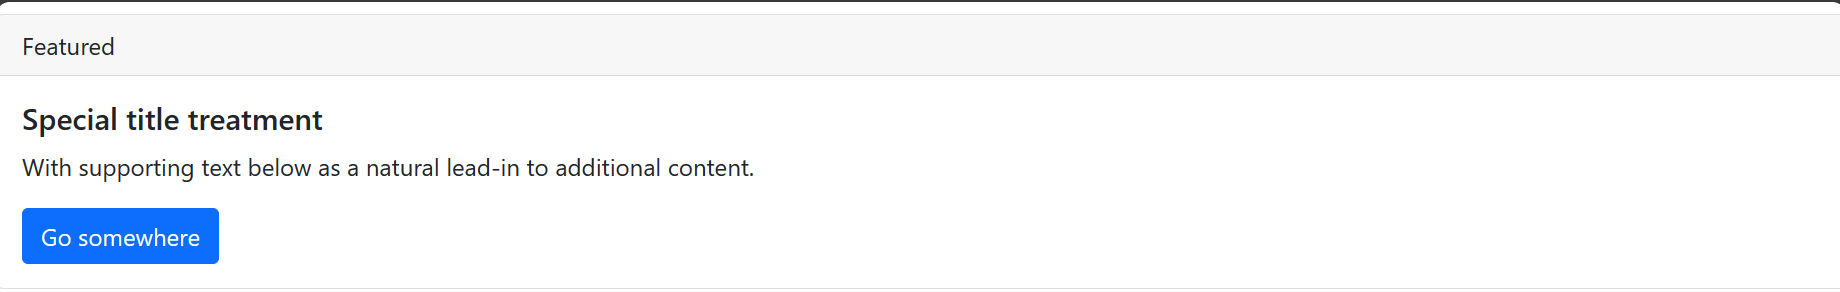 Featured
Special title treatment
With supporting text below as a natural lead-in to additional content.
Go somewhere